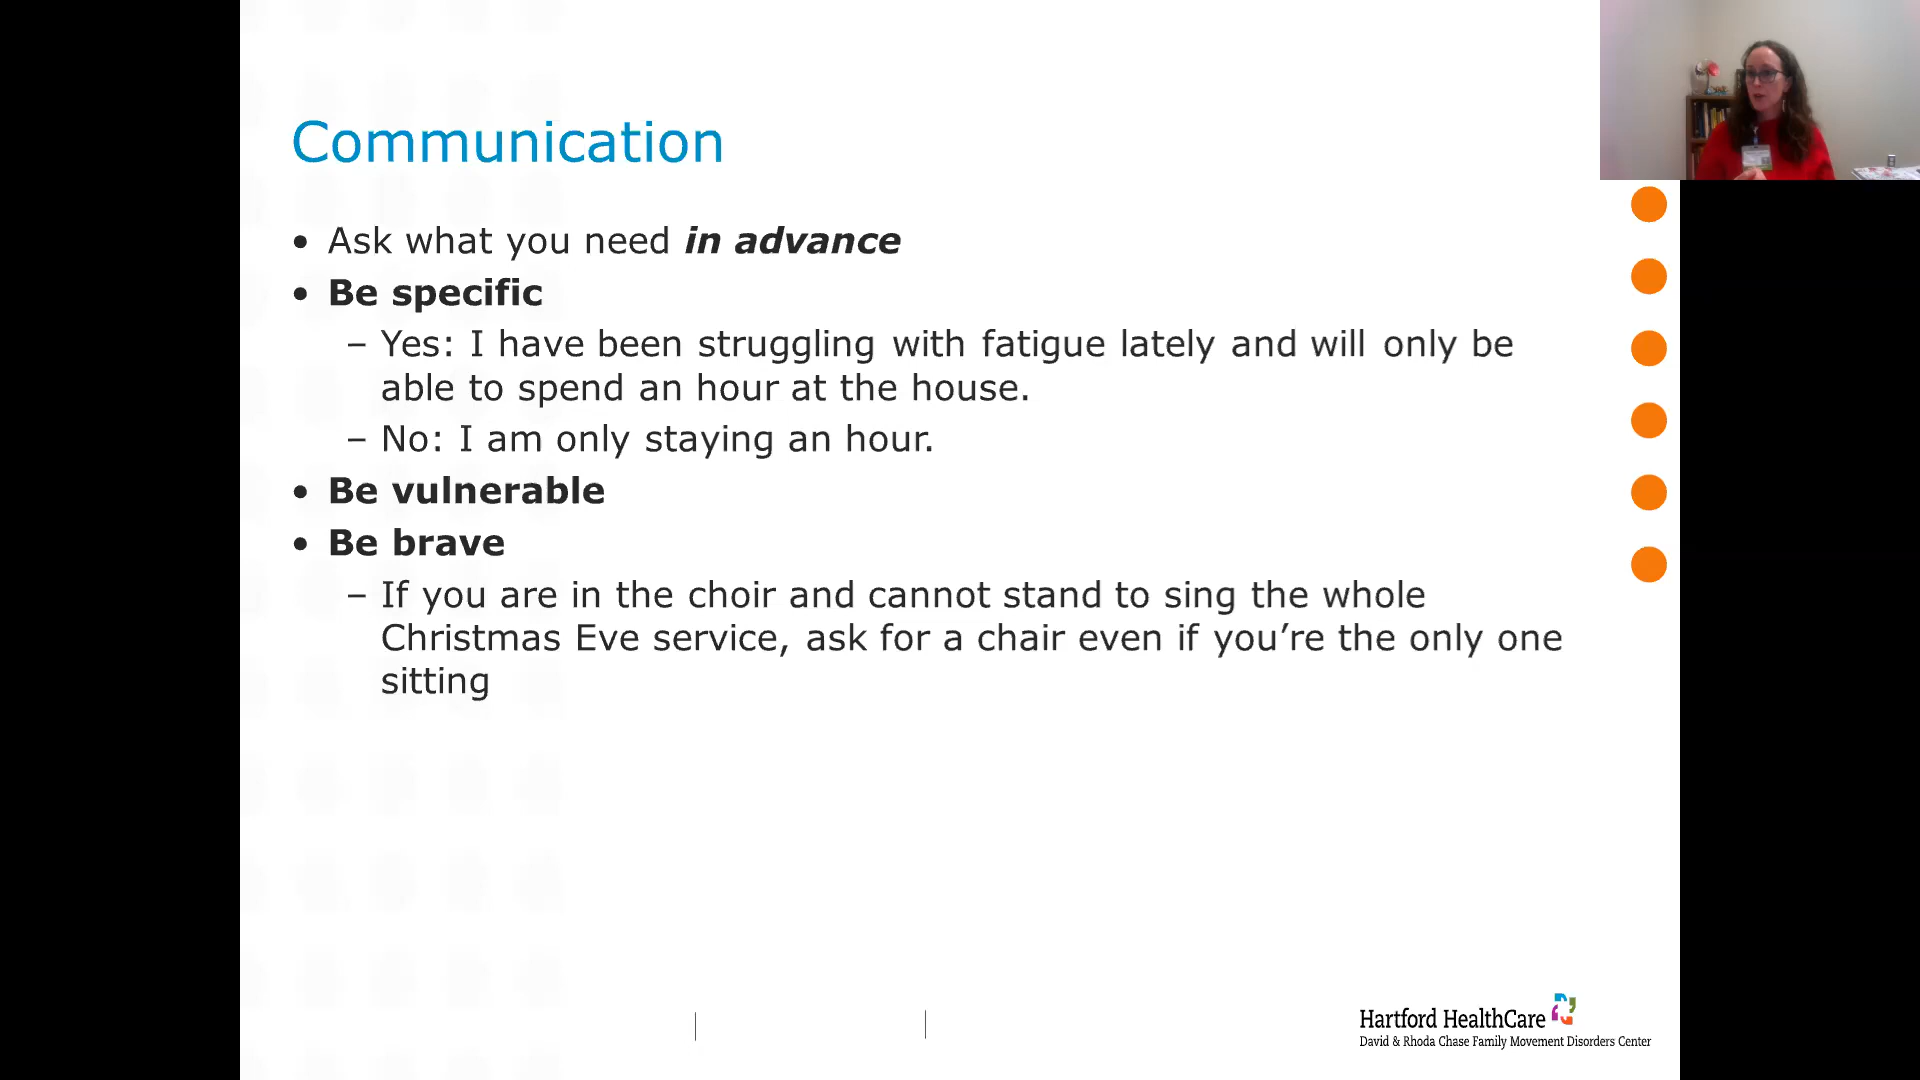 Communication
• Ask what you need in advance
• Be specific
– Yes: I have been struggling with fatigue lately and will only be
able to spend an hour at the house.
– No: I am only staying an hour.
• Be vulnerable
• Be brave
– If you are in the choir and cannot stand to sing the whole
Christmas Eve service, ask for a chair even if you’re the only one
sitting
Hartford HealthCare
David & Rhoda Chase Family Movement Disorders Center